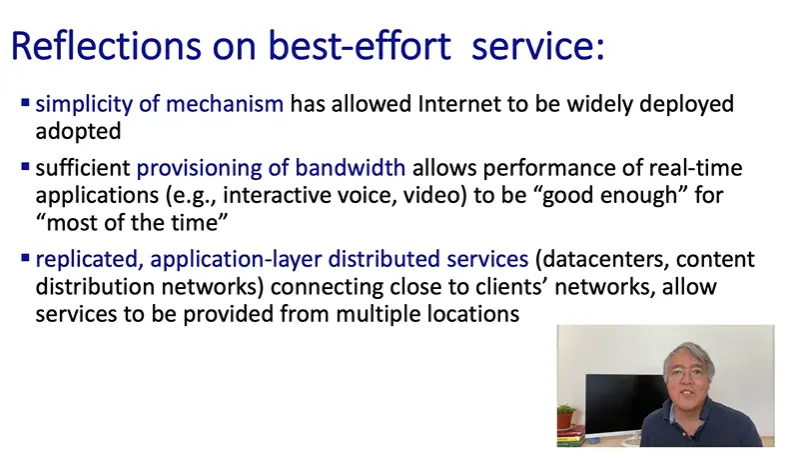 Reflections on best-effort service:
▪ simplicity of mechanism has allowed Internet to be widely deployed
adopted
▪ sufficient provisioning of bandwidth allows performance of real-time
applications (e.g., interactive voice, video) to be “good enough” for
“most of the time”
▪ replicated, application-layer distributed services (datacenters, content
distribution networks) connecting close to clients’ networks, allow
services to be provided from multiple locations